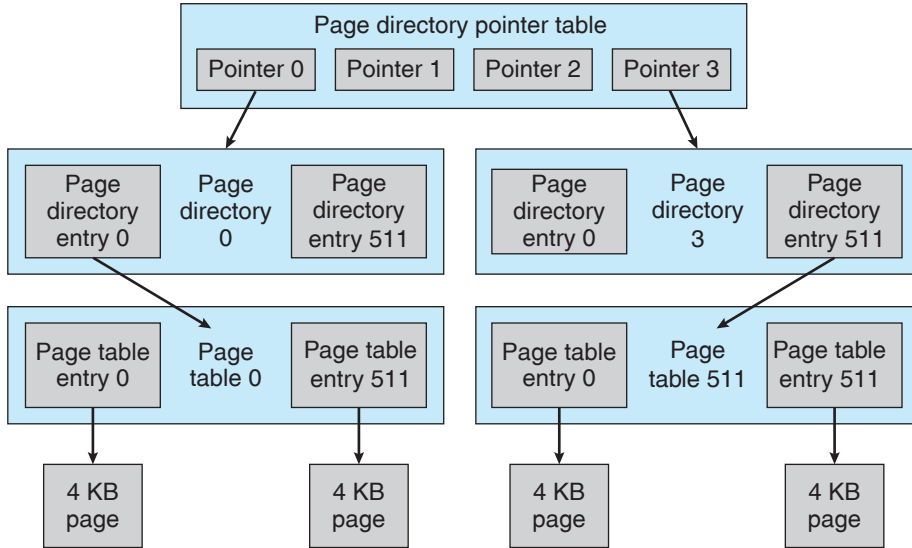 Page directory pointer table
Pointer 0
Pointer 1
Pointer 2
Pointer 3
Page
directory
entry 0
Page
directory
0
Page
directory
entry 511
Page
directory
entry 0
Page
directory
3
Page
directory
entry 511
Page table
entry 0
Page
table 0
Page table
entry 511
Page table
entry 0
Page
table 511
Page table
entry 511
4 KB
page
4 KB
page
4 KB
page
4 KB
page